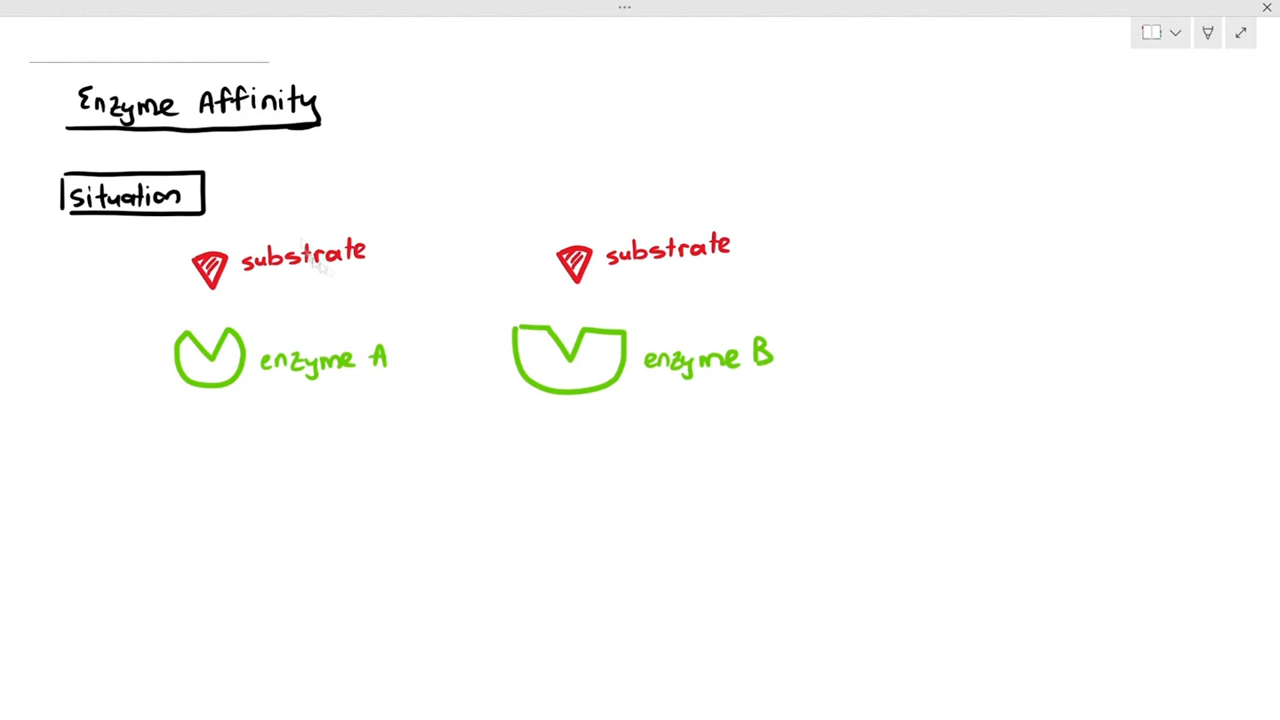 Enzyme Affinity
situation
substrate
substrate
enzyme A
enzyme B